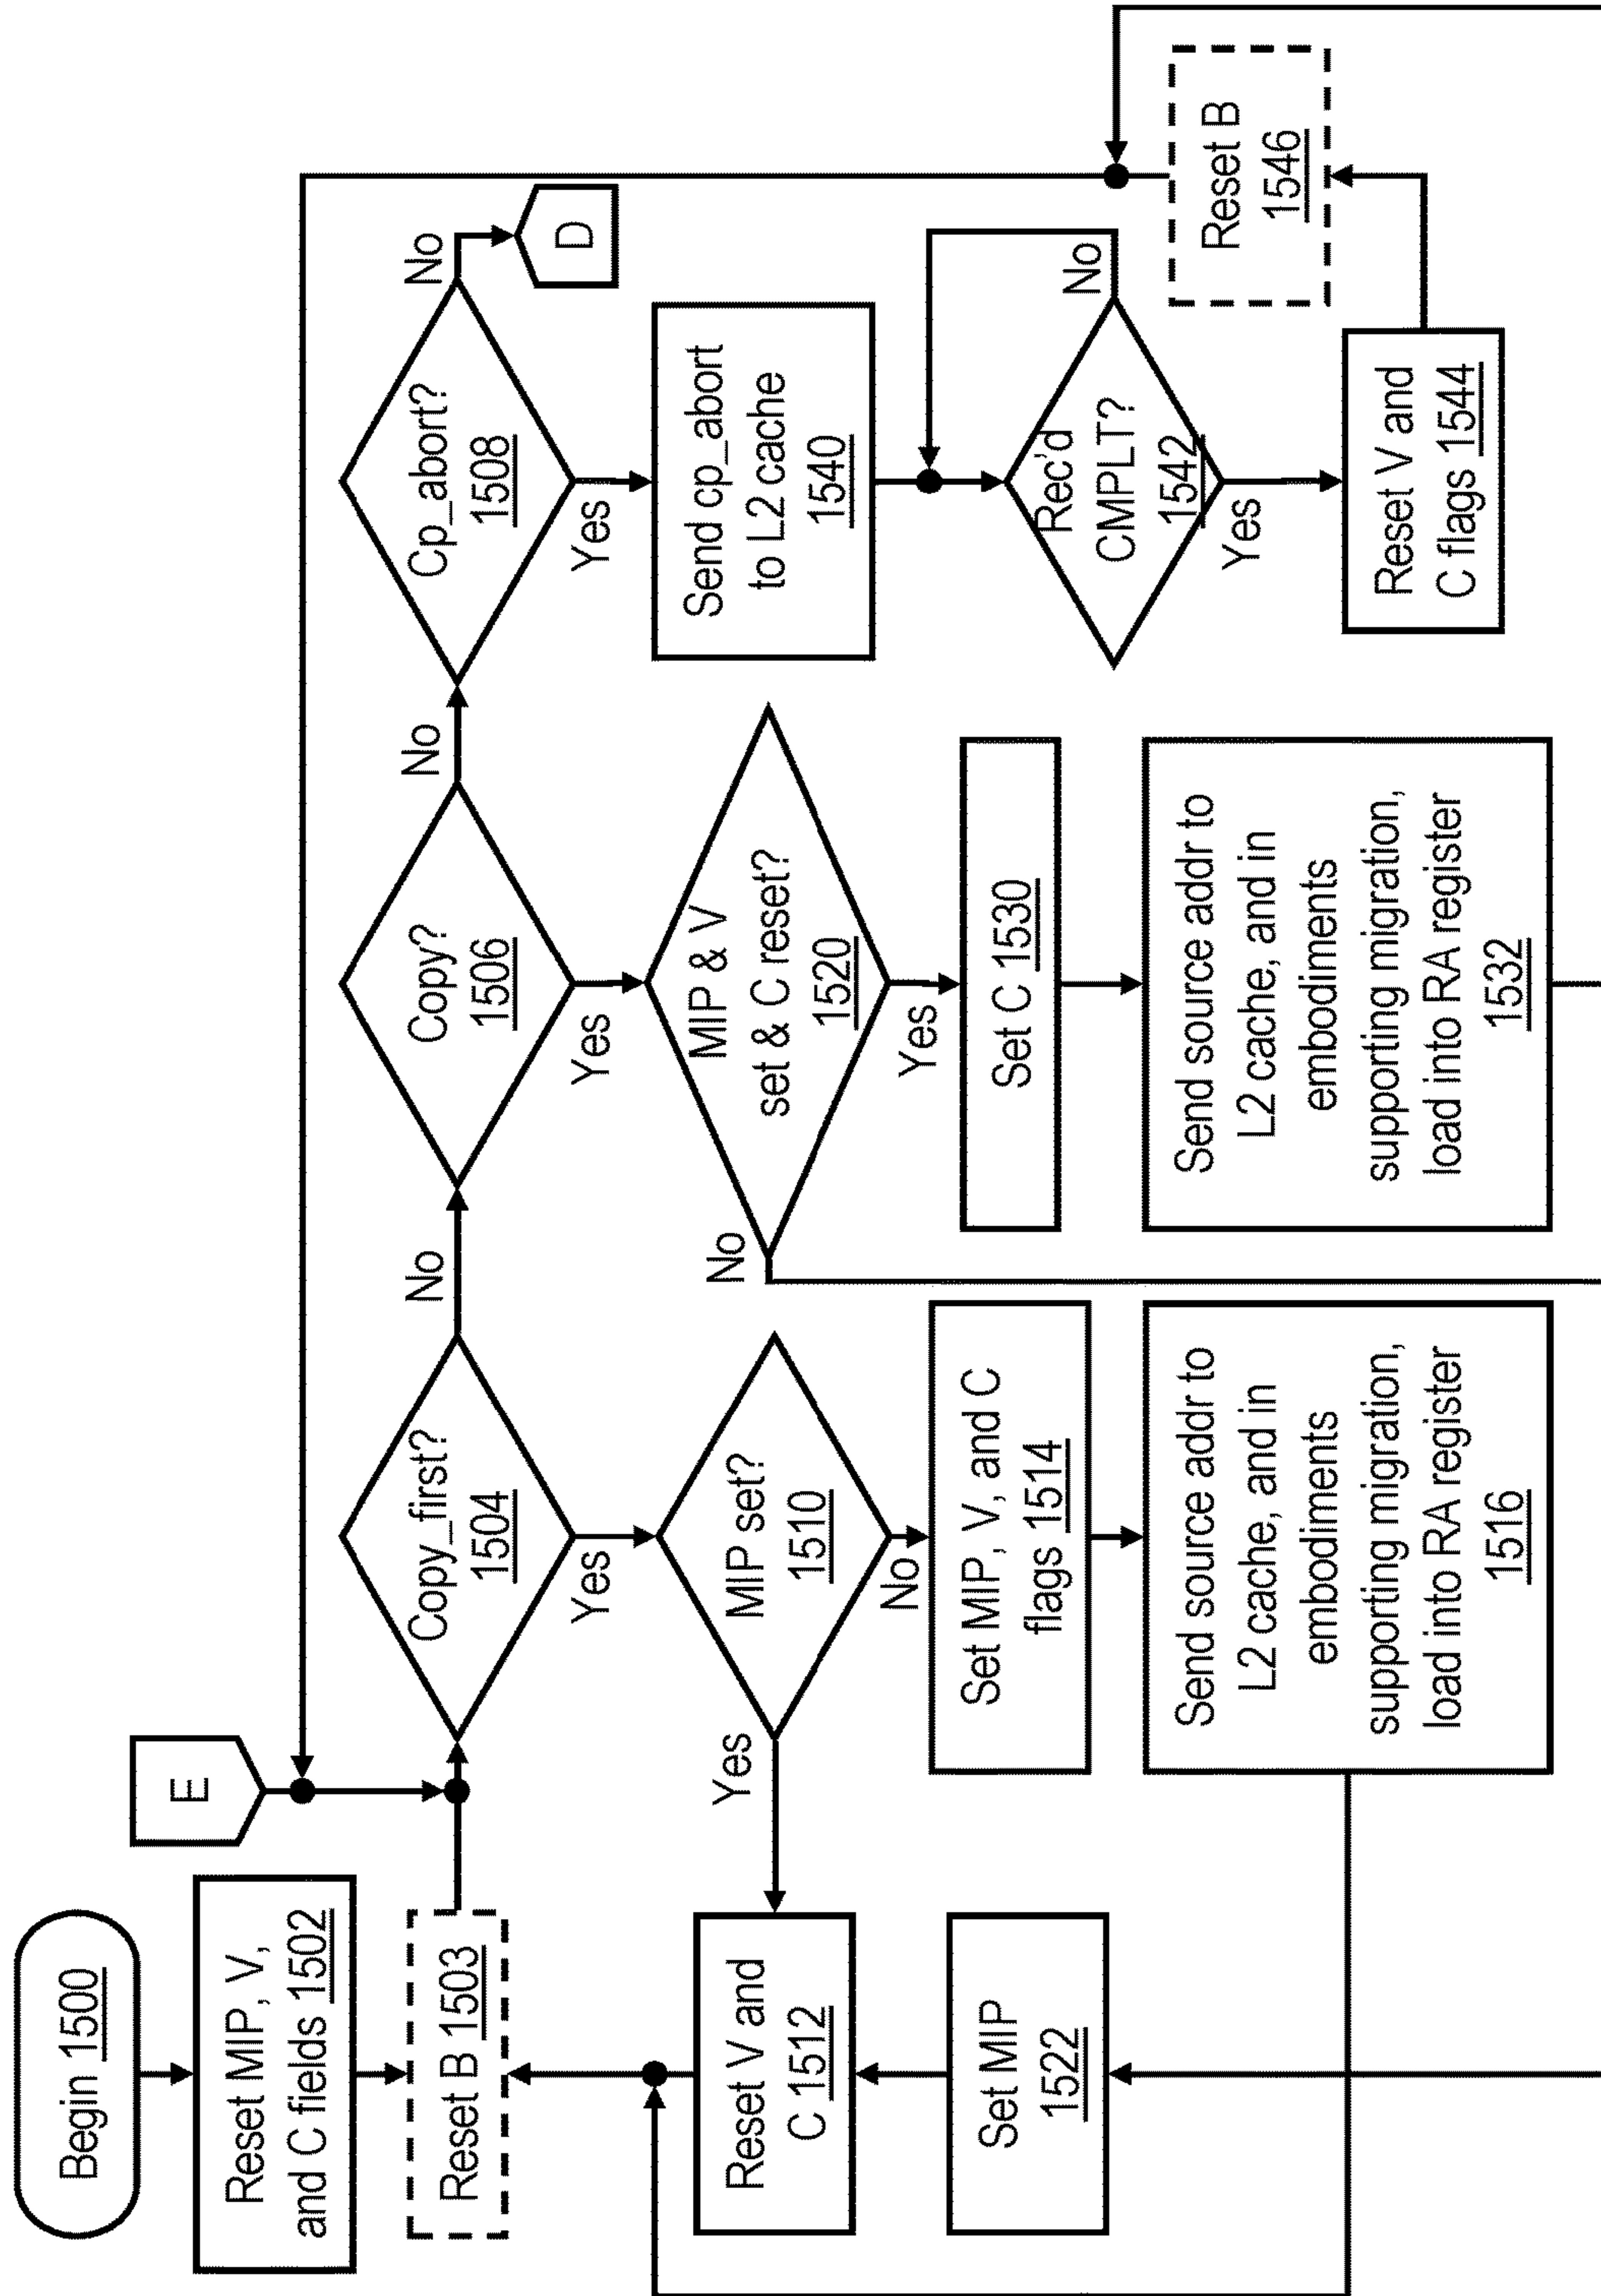 Begin 1500
Reset MIP, V,
and C fields 1502
Reset B 1503
E
Copy_first?
1504
No
Yes
Copy?
1506
No
Yes
Cp_abort?
1508
No
Yes
D
MIP set?
1510
Yes
No
Reset V and
C 1512
Set MIP
1522
Set MIP, V, and C
flags 1514
Send source addr to
L2 cache, and in
embodiments
supporting migration,
load into RA register
1516
MIP & V
set & C reset?
1520
No
Yes
Set C 1530
Send source addr to
L2 cache, and in
embodiments
supporting migration,
load into RA register
1532
Send cp_abort
to L2 cache
1540
Rec'd
CMPLT?
1542
No
Yes
Reset V and
C flags 1544
Reset B
1546